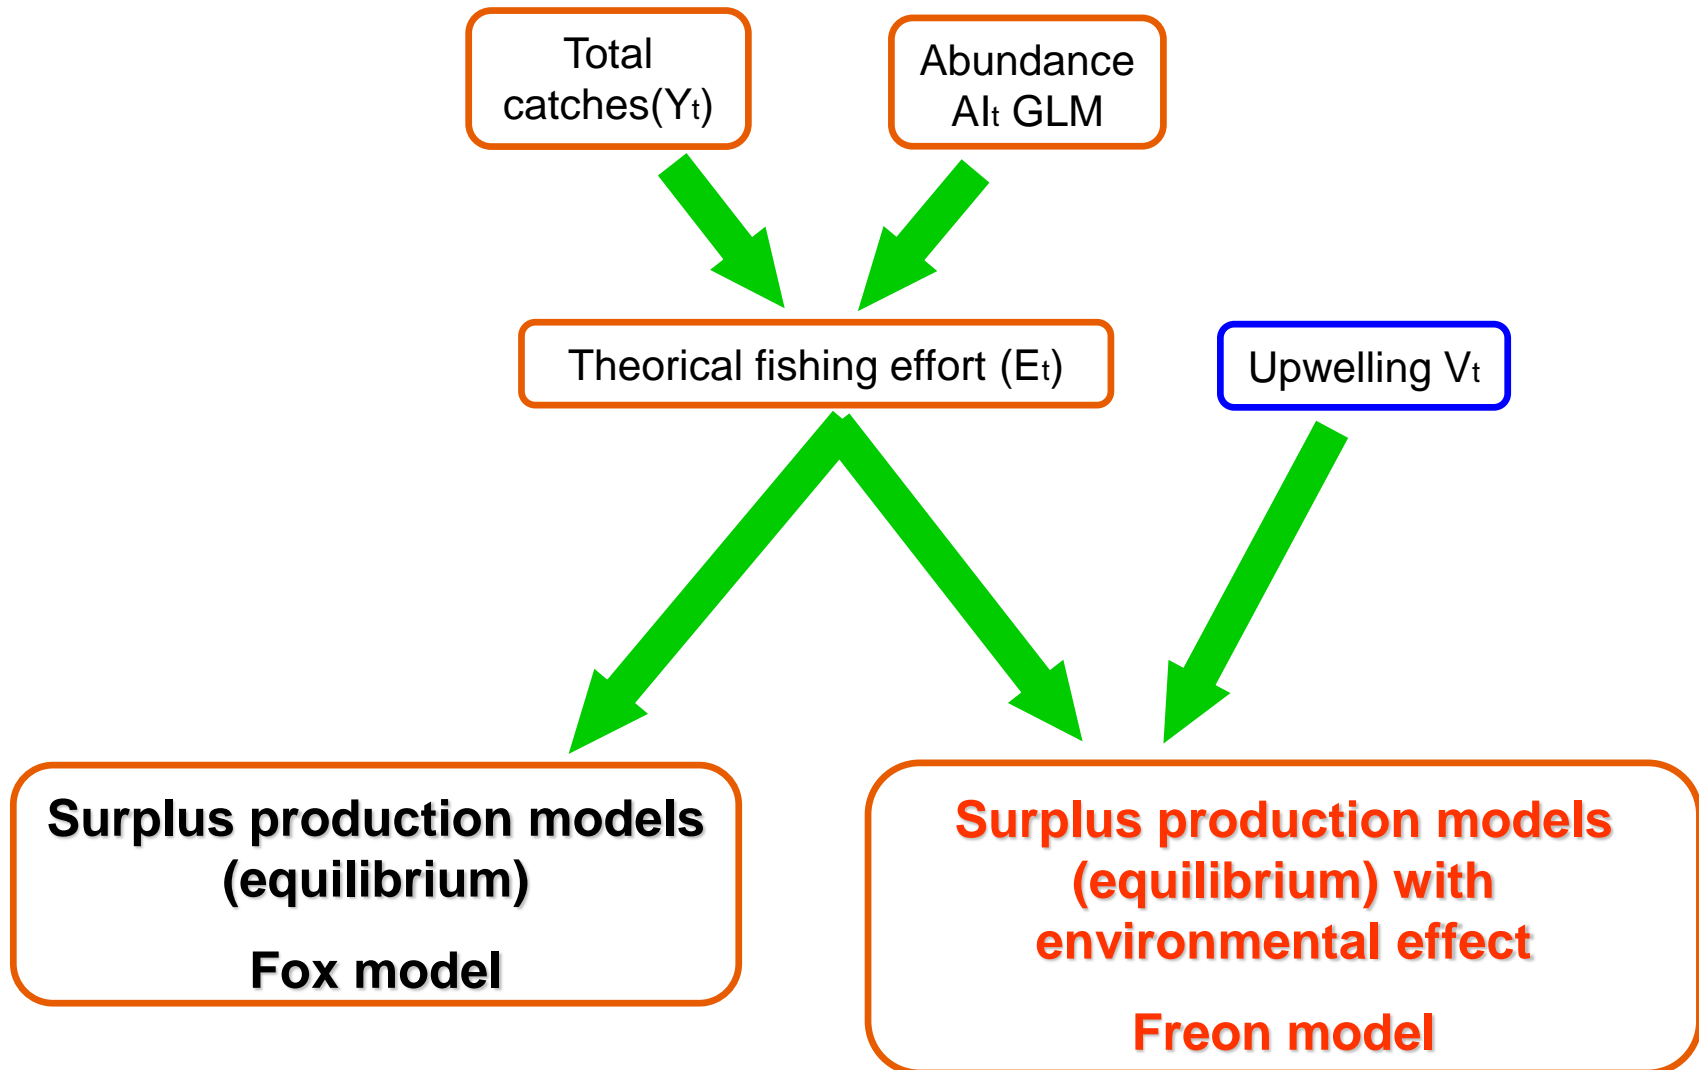 Total
catches(Yt)
Abundance
AIt GLM
Theorical fishing effort (Et)
Upwelling Vt
Surplus production models
(equilibrium)
Fox model
Surplus production models
(equilibrium) with
environmental effect
Freon model